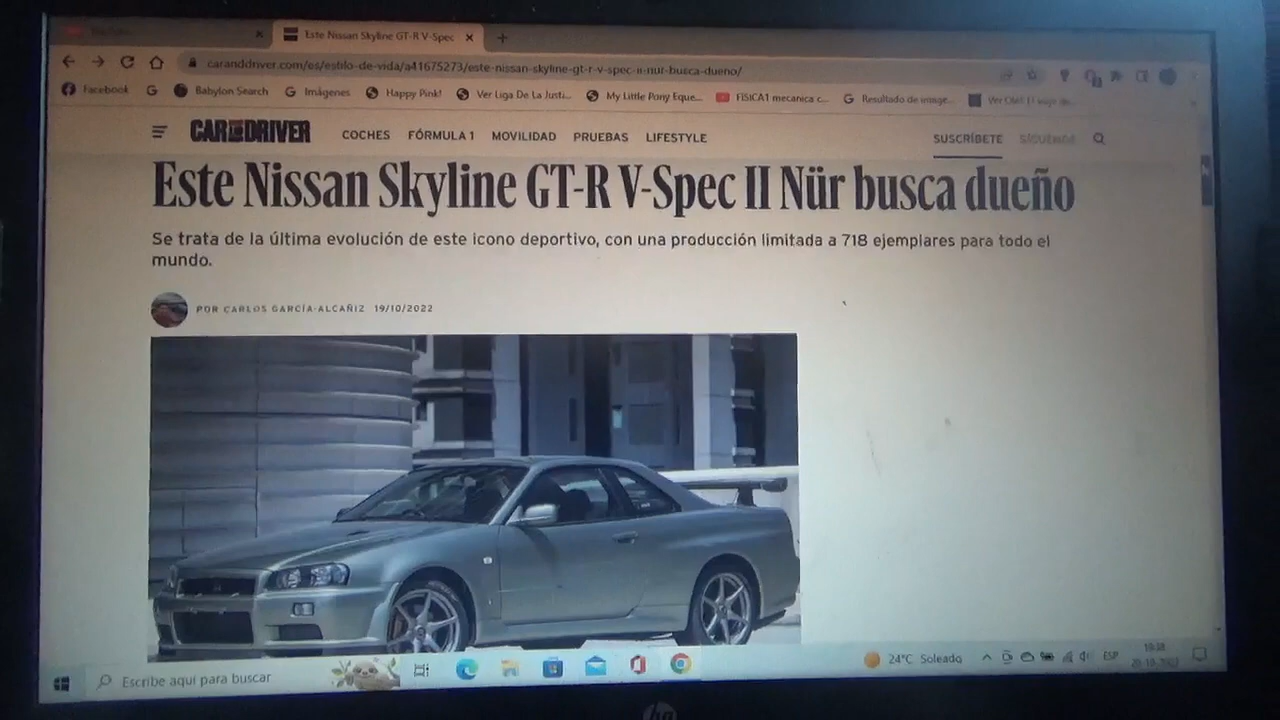 Este Nissan Skyline GT-R V-Spec
caranddriver.com/es/estilo-de-vida/a41675273/este-nissan-skyline-gt-r-v-spec-ii-nur-busca-dueno/
Facebook Babylon Search Imágenes Happy Pink! Ver Liga De La Justi... My Little Pony Eque... FISICA1 mecanica c... Resultado de image...
CAR AND DRIVER COCHES FÓRMULA 1 MOVILIDAD PRUEBAS LIFESTYLE SUSCRÍBETE SÍGUENOS
Este Nissan Skyline GT-R V-Spec II Nür busca dueño
Se trata de la última evolución de este icono deportivo, con una producción limitada a 718 ejemplares para todo el
mundo.
POR CARLOS GARCÍA-ALCAÑIZ 19/10/2022
Escribe aquí para buscar 24°C Soleado ESP
hp